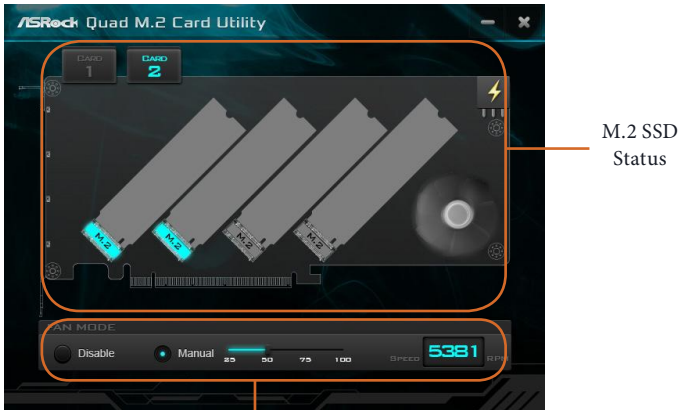 ASRock Quad M.2 Card Utility
CARD 1
CARD 2
M.2 SSD
Status
M.2
M.2
M.2
M.2
FAN MODE
Disable
Manual
25 50 75 100
SPEED 5381 RPM